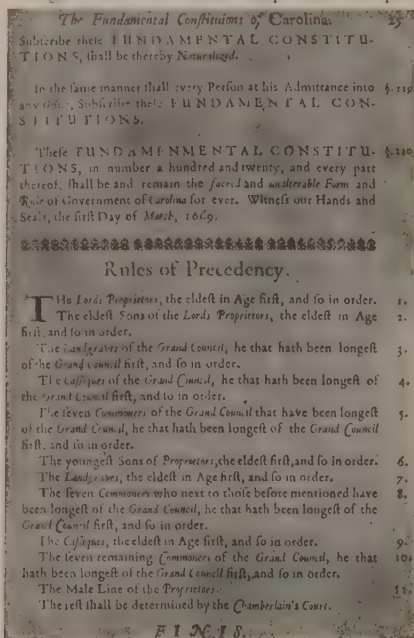 The Fundamental Constitutions of Carolina. 25
Subscribe these FUNDAMENTAL CONSTITU-
TIONS, shall be thereby Naturalized.
In the same manner shall every Person at his Admittance into §. 119
any Office, Subscribe these FUNDAMENTAL CON-
STITUTIONS.
These FUNDAMENMENTAL CONSTITU- §. 120
TIONS, in number a hundred and twenty, and every part
thereof, shall be and remain the sacred and unalterable Form and
Rule of Government of Carolina for ever. Witness our Hands and
Seals, the first Day of March, 1669.
Rules of Precedency.
THe Lords Proprietors, the eldest in Age first, and so in order. 1.
The eldest Sons of the Lords Proprietors, the eldest in Age 2.
first, and so in order.
The Landgraves of the Grand Council, he that hath been longest 3.
of the Grand Council first, and so in order.
The Cassiques of the Grand Council, he that hath been longest of 4.
the Grand Council first, and so in order.
The seven Commoners of the Grand Council that have been longest 5.
of the Grand Council, he that hath been longest of the Grand Council
first, and so in order.
The youngest Sons of Proprietors, the eldest first, and so in order. 6.
The Landgraves, the eldest in Age first, and so in order. 7.
The seven Commoners who next to those before mentioned have 8.
been longest of the Grand Council, he that hath been longest of the
Grand Council first, and so in order.
The Cassiques, the eldest in Age first, and so in order. 9.
The seven remaining Commoners of the Grand Council, he that 10.
hath been longest of the Grand Council first, and so in order.
The Male Line of the Proprietors. 11.
The rest shall be determined by the Chamberlain's Court.
FINIS.